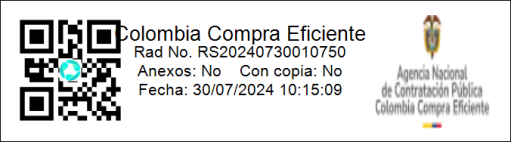 Colombia Compra Eficiente
Rad No. RS20240730010750
Anexos: No Con copia: No
Fecha: 30/07/2024 10:15:09
Agencia Nacional
de Contratación Pública
Colombia Compra Eficiente